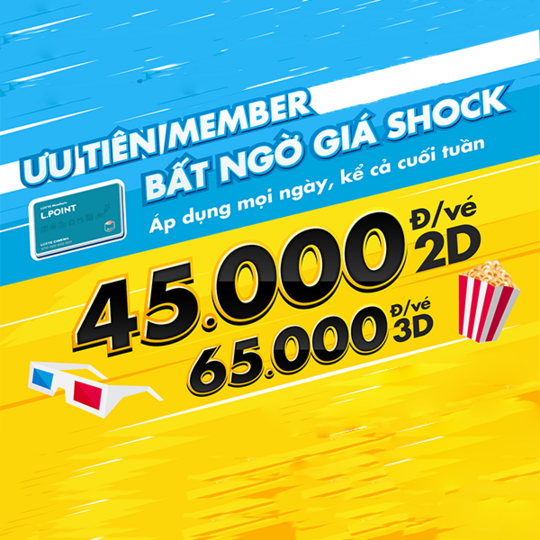 ƯU TIÊN MEMBER
BẤT NGỜ GIÁ SHOCK
Áp dụng mọi ngày, kể cả cuối tuần
L.POINT
45.000 Đ/vé 2D
65.000 Đ/vé 3D